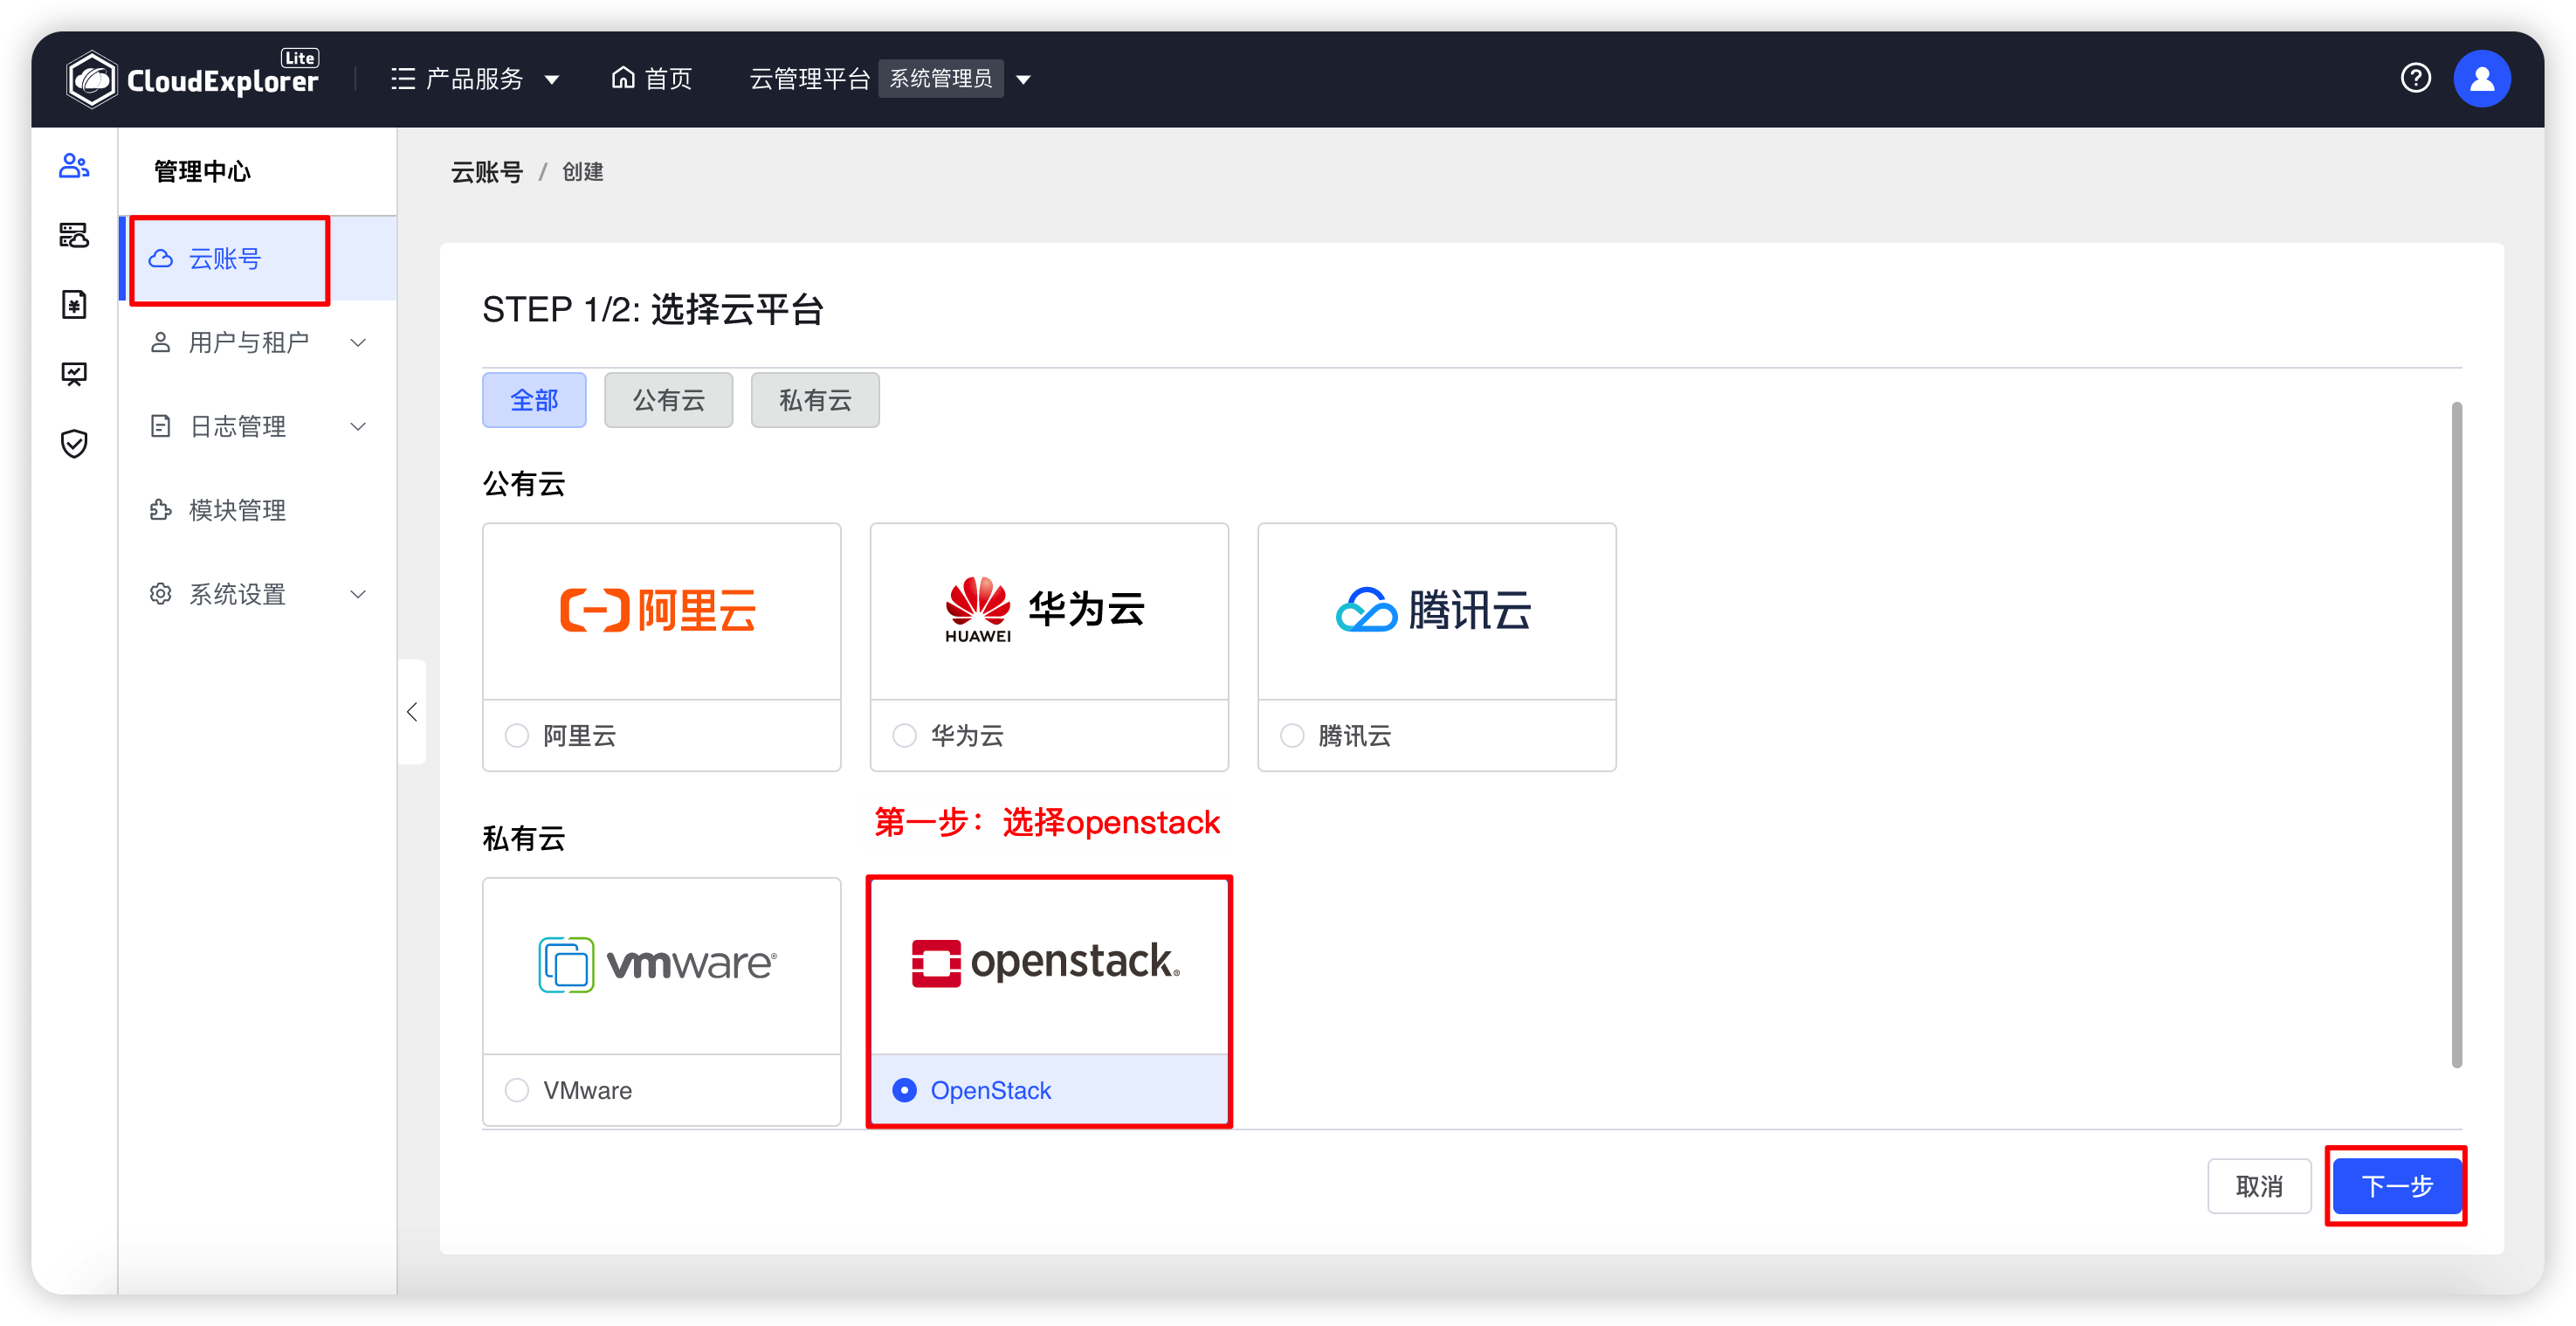 CloudExplorer Lite
产品服务
首页
云管理平台 系统管理员
管理中心
云账号
用户与租户
日志管理
模块管理
系统设置
云账号 / 创建
STEP 1/2: 选择云平台
全部 公有云 私有云
公有云
阿里云
HUAWEI 华为云
腾讯云
阿里云
华为云
腾讯云
第一步：选择openstack
私有云
vmware®
openstack®
VMware
OpenStack
取消 下一步